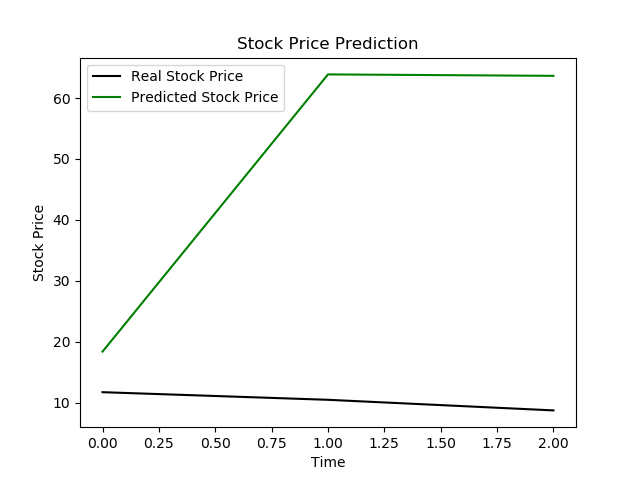 Stock Price Prediction
Real Stock Price
Predicted Stock Price
60
50
40
30
20
10
Stock Price
0.00 0.25 0.50 0.75 1.00 1.25 1.50 1.75 2.00
Time